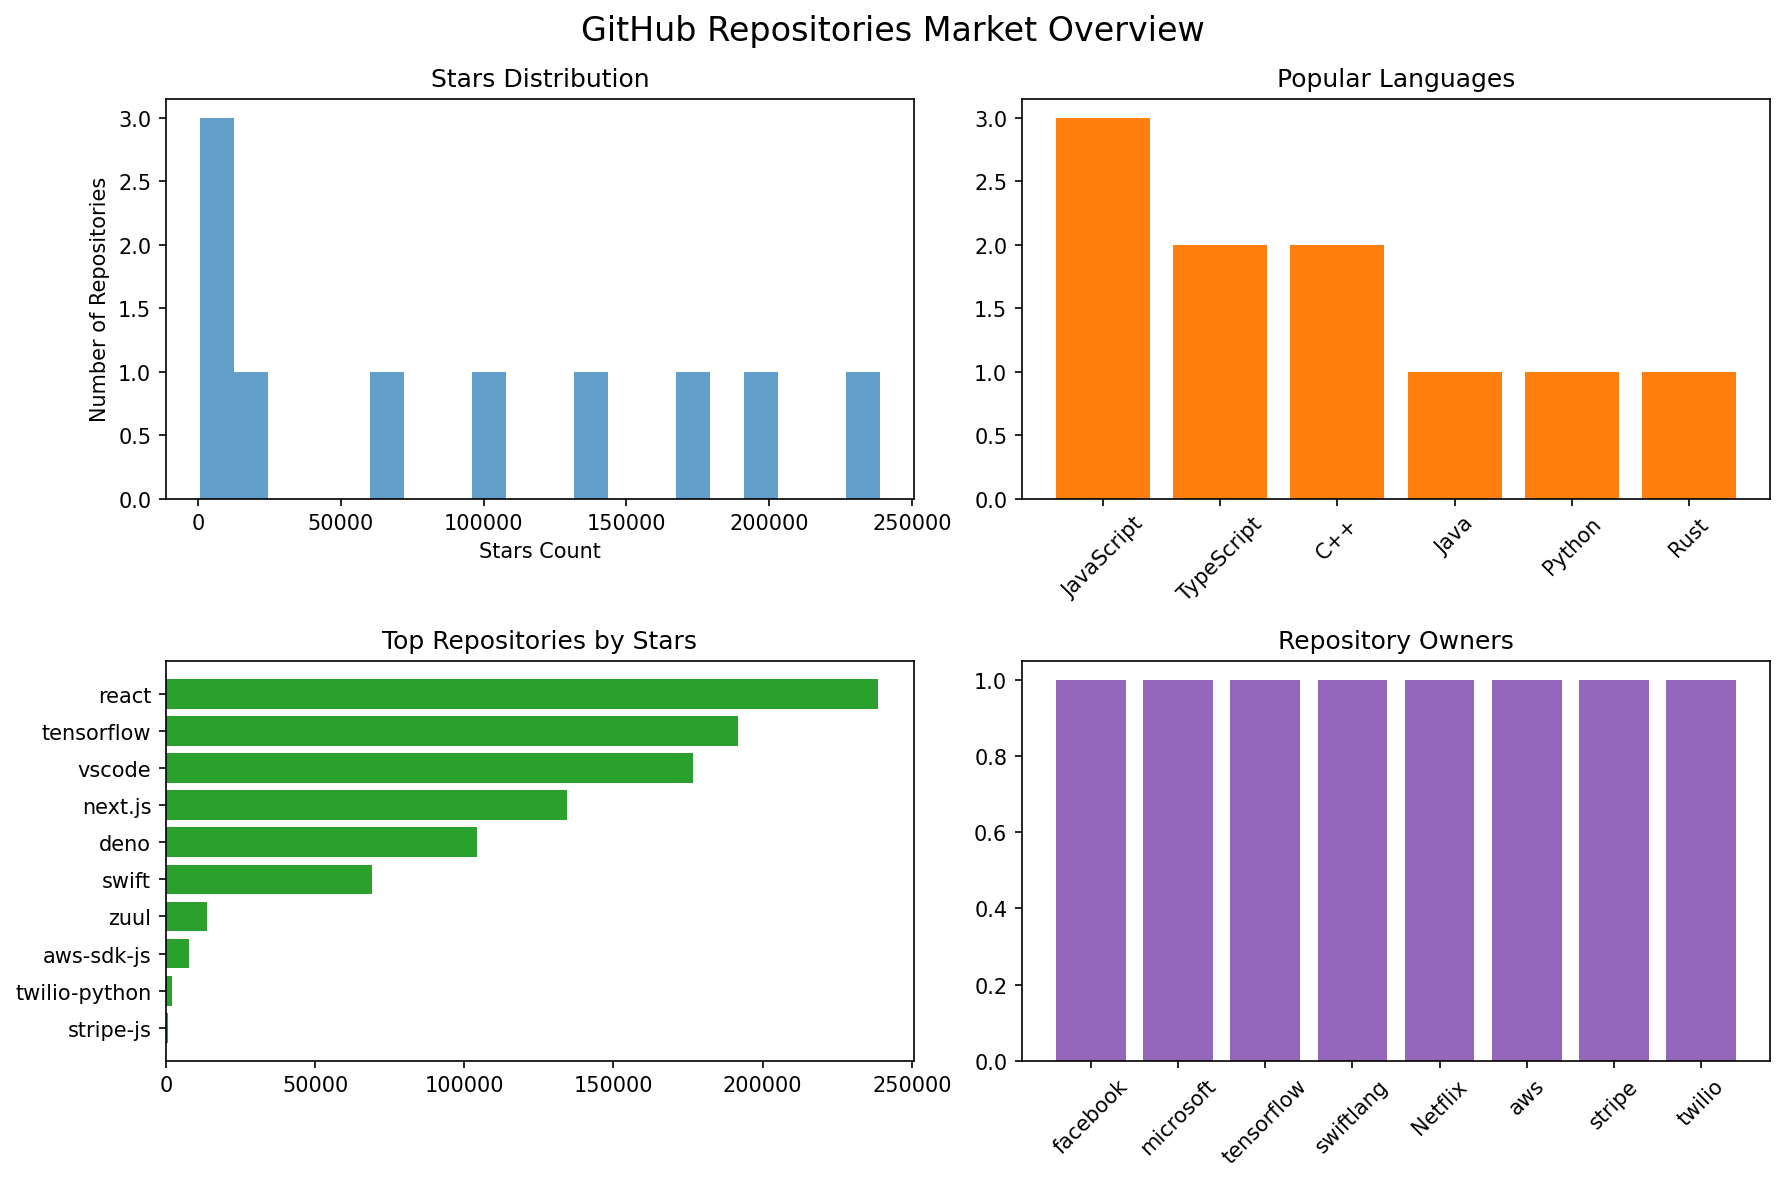 GitHub Repositories Market Overview
Stars Distribution
Number of Repositories
3.0
2.5
2.0
1.5
1.0
0.5
0.0
0 50000 100000 150000 200000 250000
Stars Count
Popular Languages
3.0
2.5
2.0
1.5
1.0
0.5
0.0
JavaScript TypeScript C++ Java Python Rust
Top Repositories by Stars
react
tensorflow
vscode
next.js
deno
swift
zuul
aws-sdk-js
twilio-python
stripe-js
0 50000 100000 150000 200000 250000
Repository Owners
1.0
0.8
0.6
0.4
0.2
0.0
facebook microsoft tensorflow swiftlang Netflix aws stripe twilio